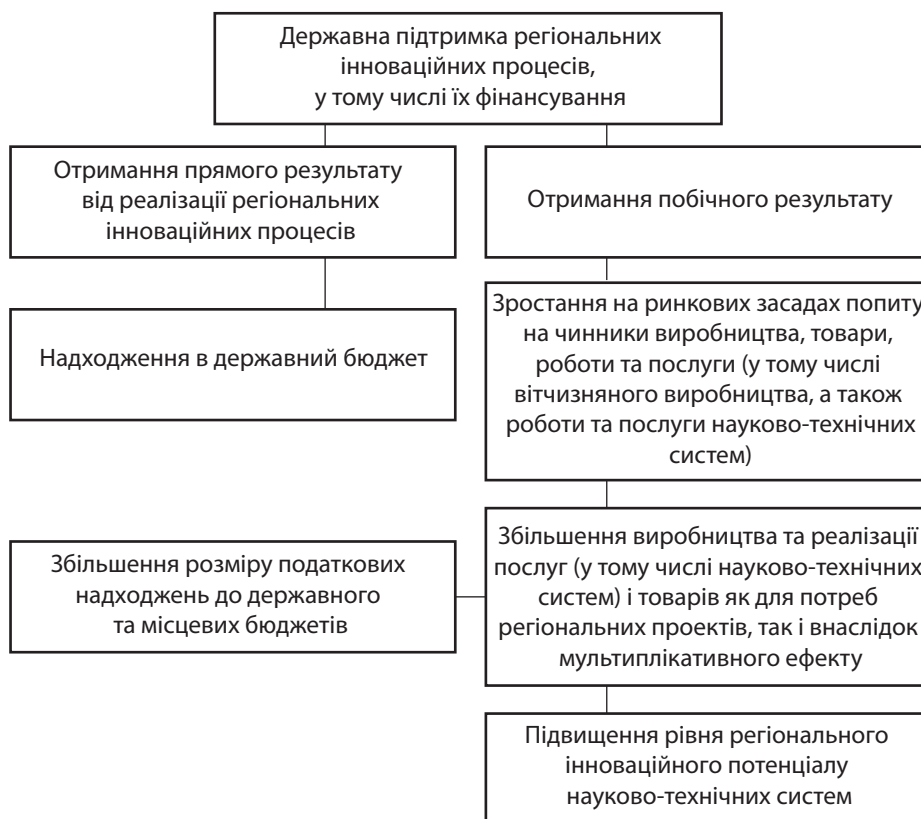 Державна підтримка регіональних
інноваційних процесів,
у тому числі їх фінансування
Отримання прямого результату
від реалізації регіональних
інноваційних процесів
Отримання побічного результату
Надходження в державний бюджет
Зростання на ринкових засадах попиту
на чинники виробництва, товари,
роботи та послуги (у тому числі
вітчизняного виробництва, а також
роботи та послуги науково-технічних
систем)
Збільшення розміру податкових
надходжень до державного
та місцевих бюджетів
Збільшення виробництва та реалізації
послуг (у тому числі науково-технічних
систем) і товарів як для потреб
регіональних проектів, так і внаслідок
мультиплікативного ефекту
Підвищення рівня регіонального
інноваційного потенціалу
науково-технічних систем